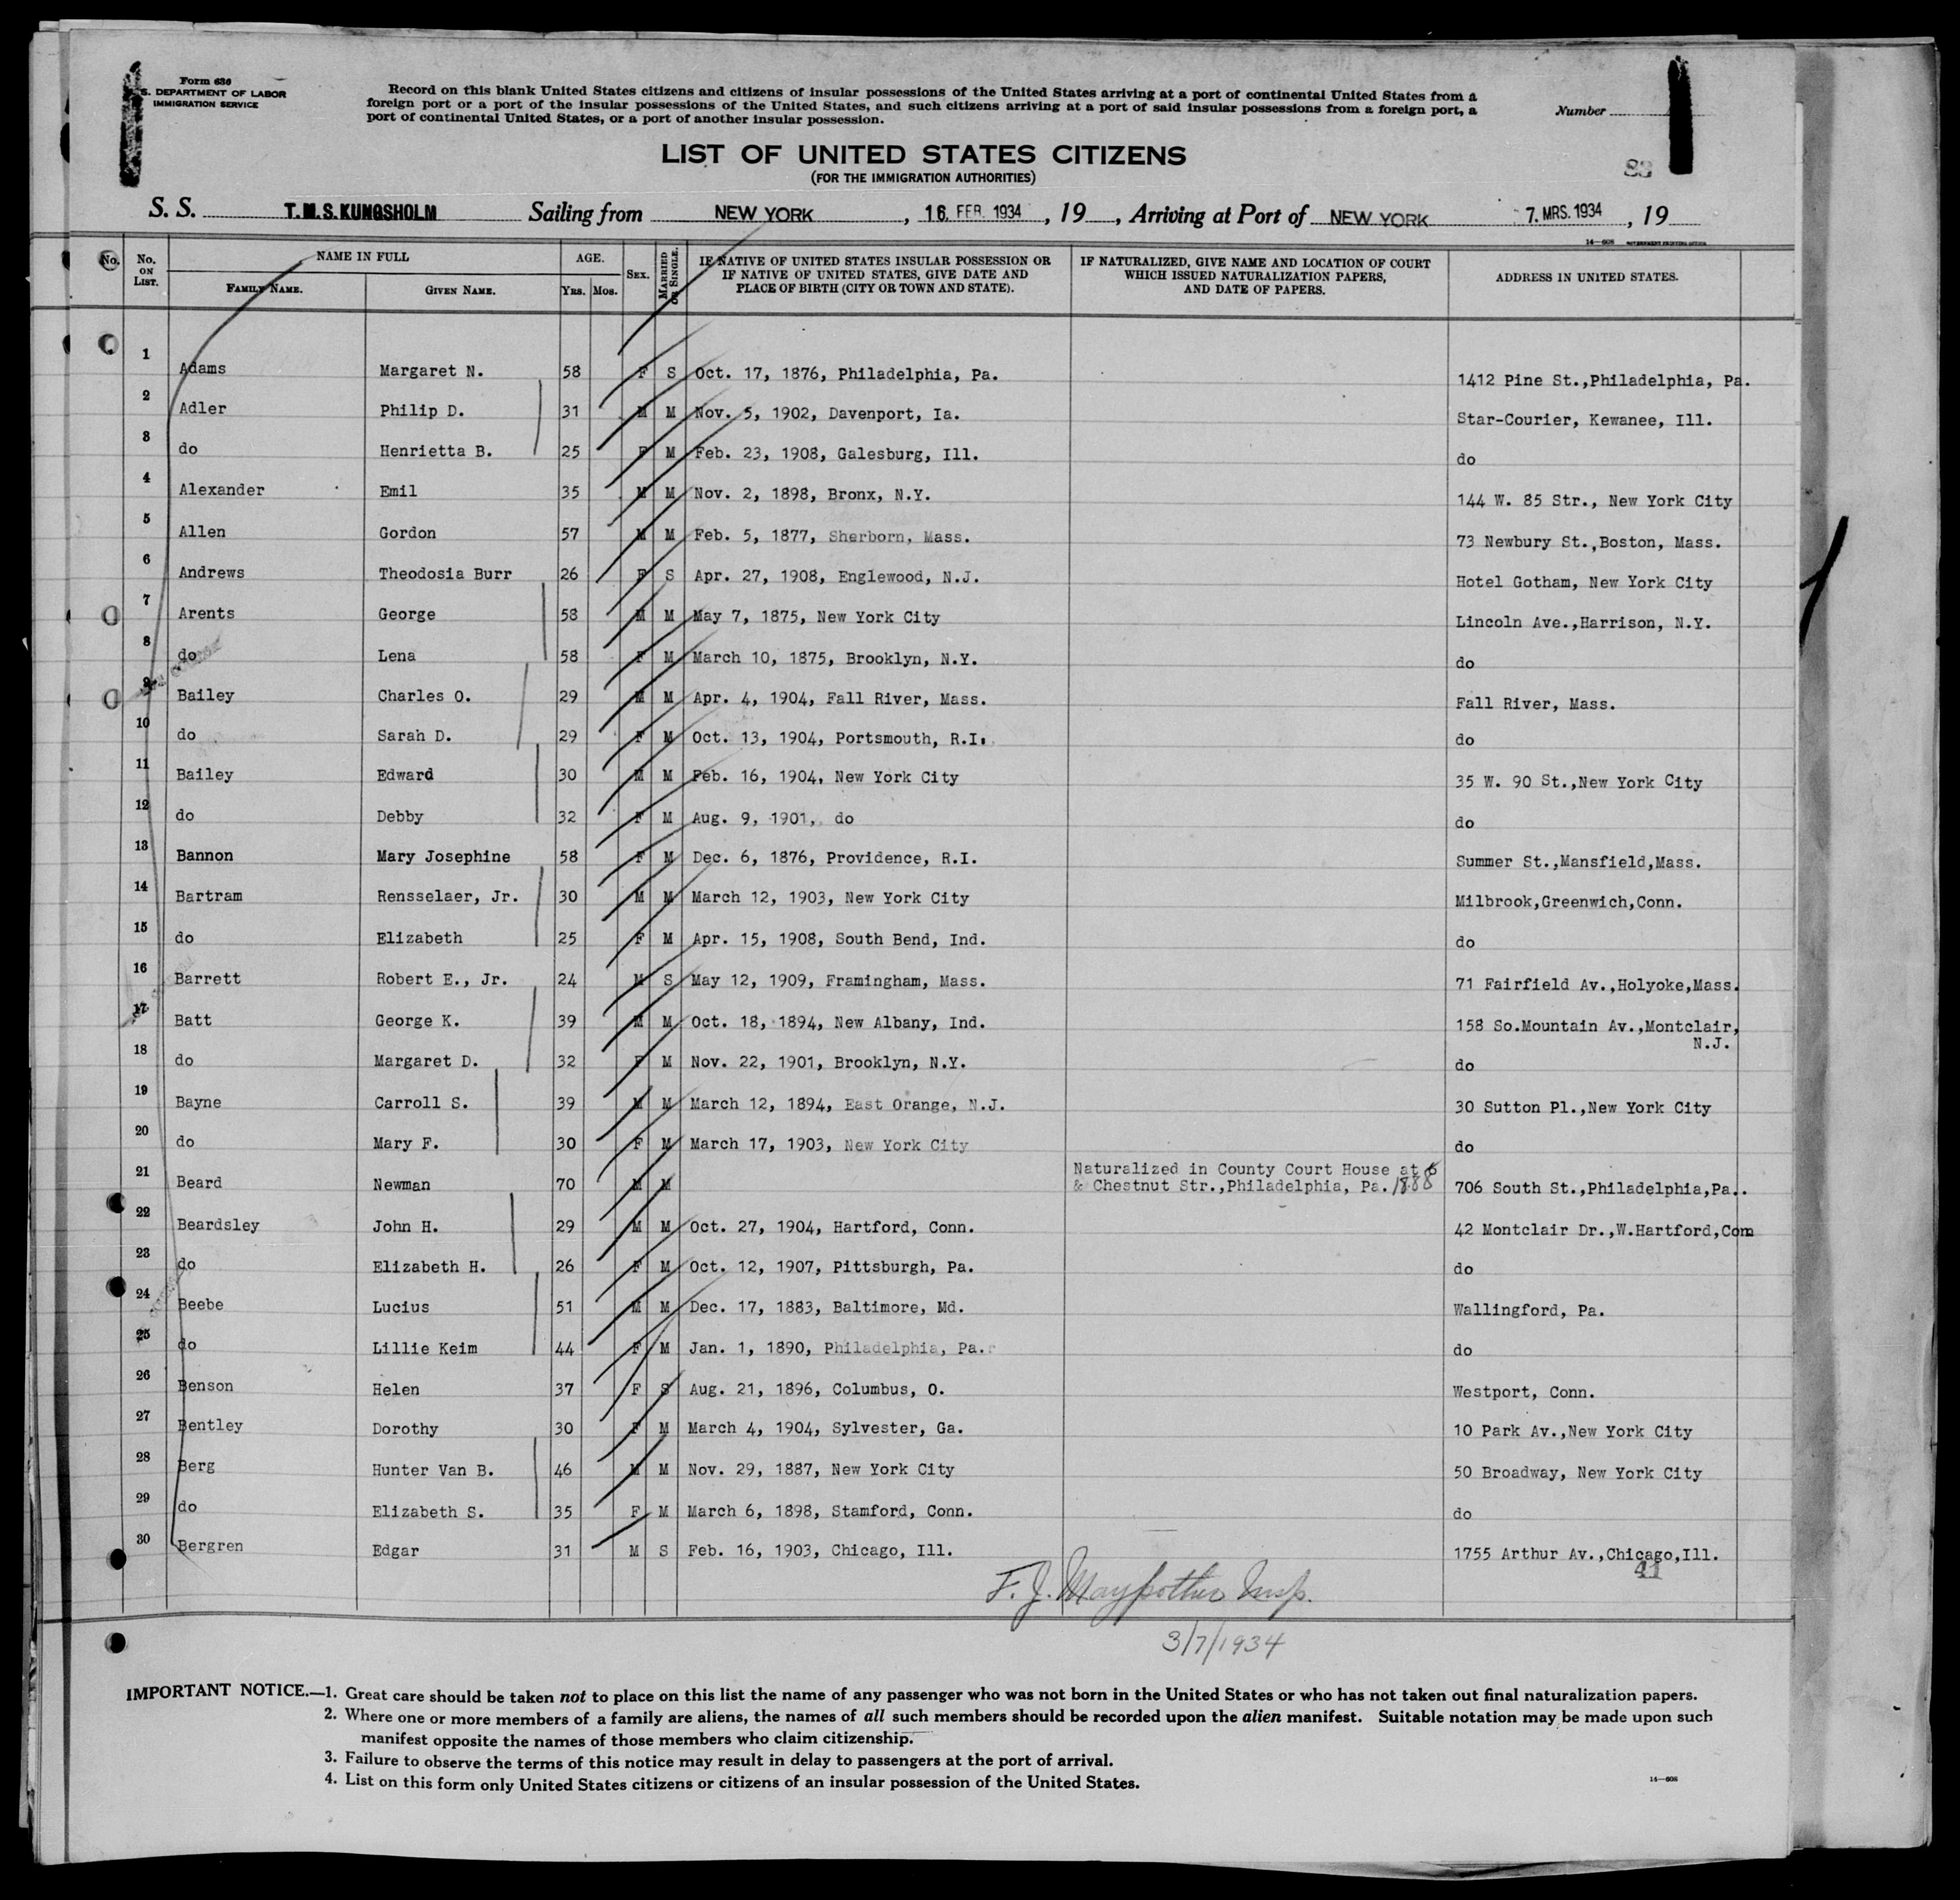 Form 630
S. DEPARTMENT OF LABOR
IMMIGRATION SERVICE
Record on this blank United States citizens and citizens of insular possessions of the United States arriving at a port of continental United States from a
foreign port or a port of the insular possessions of the United States, and such citizens arriving at a port of said insular possessions from a foreign port, a
port of continental United States, or a port of another insular possession.
Number
LIST OF UNITED STATES CITIZENS
(FOR THE IMMIGRATION AUTHORITIES)
S. S. T.M.S.KUNGSHOLM Sailing from NEW YORK, 16. FEB. 1934, 19, Arriving at Port of NEW YORK 7. MRS. 1934, 19
14—608 GOVERNMENT PRINTING OFFICE
No. No. ON LIST. NAME IN FULL FAMILY NAME. GIVEN NAME. AGE. YRS. MOS. SEX. MARRIED OR SINGLE. IF NATIVE OF UNITED STATES INSULAR POSSESSION OR IF NATIVE OF UNITED STATES, GIVE DATE AND PLACE OF BIRTH (CITY OR TOWN AND STATE). IF NATURALIZED, GIVE NAME AND LOCATION OF COURT WHICH ISSUED NATURALIZATION PAPERS, AND DATE OF PAPERS. ADDRESS IN UNITED STATES.
1 Adams Margaret N. 58 F S Oct. 17, 1876, Philadelphia, Pa. 1412 Pine St.,Philadelphia, Pa.
2 Adler Philip D. 31 M M Nov. 5, 1902, Davenport, Ia. Star-Courier, Kewanee, Ill.
3 do Henrietta B. 25 F M Feb. 23, 1908, Galesburg, Ill. do
4 Alexander Emil 35 M M Nov. 2, 1898, Bronx, N.Y. 144 W. 85 Str., New York City
5 Allen Gordon 57 M M Feb. 5, 1877, Sherborn, Mass. 73 Newbury St.,Boston, Mass.
6 Andrews Theodosia Burr 26 F S Apr. 27, 1908, Englewood, N.J. Hotel Gotham, New York City
7 Arents George 58 M M May 7, 1875, New York City Lincoln Ave.,Harrison, N.Y.
8 do Lena 58 F M March 10, 1875, Brooklyn, N.Y. do
9 Bailey Charles O. 29 M M Apr. 4, 1904, Fall River, Mass. Fall River, Mass.
10 do Sarah D. 29 F M Oct. 13, 1904, Portsmouth, R.I. do
11 Bailey Edward 30 M M Feb. 16, 1904, New York City 35 W. 90 St.,New York City
12 do Debby 32 F M Aug. 9, 1901, do do
13 Bannon Mary Josephine 58 F M Dec. 6, 1876, Providence, R.I. Summer St.,Mansfield,Mass.
14 Bartram Rensselaer, Jr. 30 M M March 12, 1903, New York City Milbrook,Greenwich,Conn.
15 do Elizabeth 25 F M Apr. 15, 1908, South Bend, Ind. do
16 Barrett Robert E., Jr. 24 M S May 12, 1909, Framingham, Mass. 71 Fairfield Av.,Holyoke,Mass.
17 Batt George K. 39 M M Oct. 18, 1894, New Albany, Ind. 158 So.Mountain Av.,Montclair,
N.J.
18 do Margaret D. 32 F M Nov. 22, 1901, Brooklyn, N.Y. do
19 Bayne Carroll S. 39 M M March 12, 1894, East Orange, N.J. 30 Sutton Pl.,New York City
20 do Mary F. 30 F M March 17, 1903, New York City do
Naturalized in County Court House at 6
21 Beard Newman 70 M M & Chestnut Str.,Philadelphia, Pa. 1888 706 South St.,Philadelphia,Pa..
22 Beardsley John H. 29 M M Oct. 27, 1904, Hartford, Conn. 42 Montclair Dr.,W.Hartford,Com
23 do Elizabeth H. 26 F M Oct. 12, 1907, Pittsburgh, Pa. do
24 Beebe Lucius 51 M M Dec. 17, 1883, Baltimore, Md. Wallingford, Pa.
25 do Lillie Keim 44 F M Jan. 1, 1890, Philadelphia, Pa. do
26 Benson Helen 37 F S Aug. 21, 1896, Columbus, O. Westport, Conn.
27 Bentley Dorothy 30 F M March 4, 1904, Sylvester, Ga. 10 Park Av.,New York City
28 Berg Hunter Van B. 46 M M Nov. 29, 1887, New York City 50 Broadway, New York City
29 do Elizabeth S. 35 F M March 6, 1898, Stamford, Conn. do
30 Bergren Edgar 31 M S Feb. 16, 1903, Chicago, Ill. 1755 Arthur Av.,Chicago,Ill.
41
F. J. Maypother Insp.
3/7/1934
IMPORTANT NOTICE.—1. Great care should be taken not to place on this list the name of any passenger who was not born in the United States or who has not taken out final naturalization papers.
2. Where one or more members of a family are aliens, the names of all such members should be recorded upon the alien manifest. Suitable notation may be made upon such
manifest opposite the names of those members who claim citizenship.
3. Failure to observe the terms of this notice may result in delay to passengers at the port of arrival.
4. List on this form only United States citizens or citizens of an insular possession of the United States.
14—608